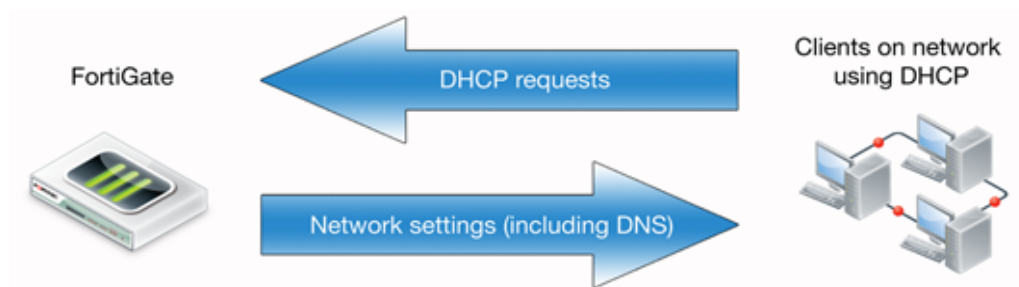 FortiGate
DHCP requests
Clients on network
using DHCP
Network settings (including DNS)